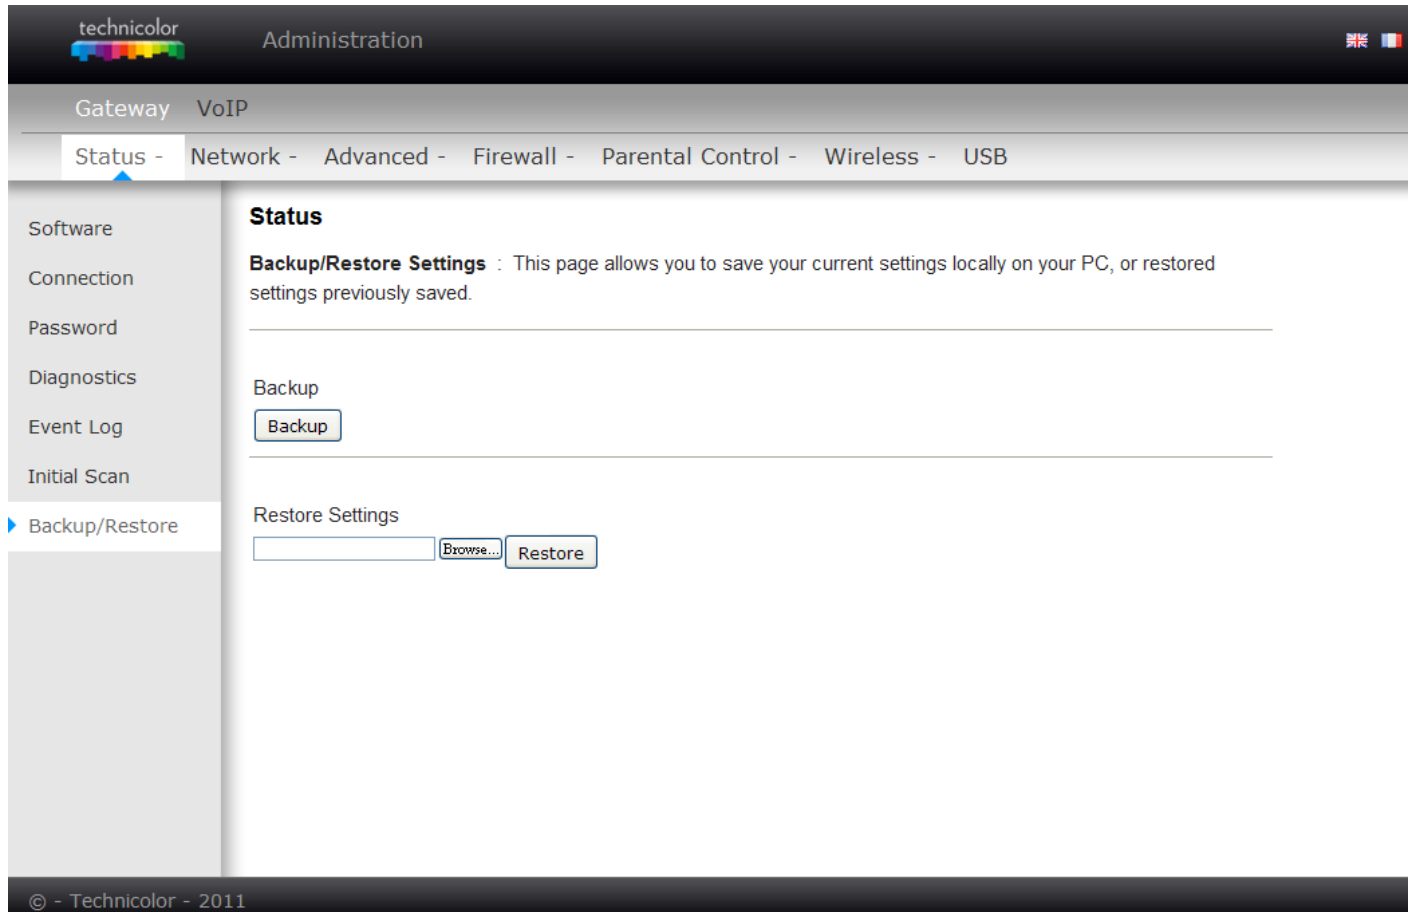 technicolor
Administration
Gateway VoIP
Status - Network - Advanced - Firewall - Parental Control - Wireless - USB
Software
Connection
Password
Diagnostics
Event Log
Initial Scan
Backup/Restore
Status
Backup/Restore Settings : This page allows you to save your current settings locally on your PC, or restored
settings previously saved.
Backup
Backup
Restore Settings
Browse... Restore
© - Technicolor - 2011